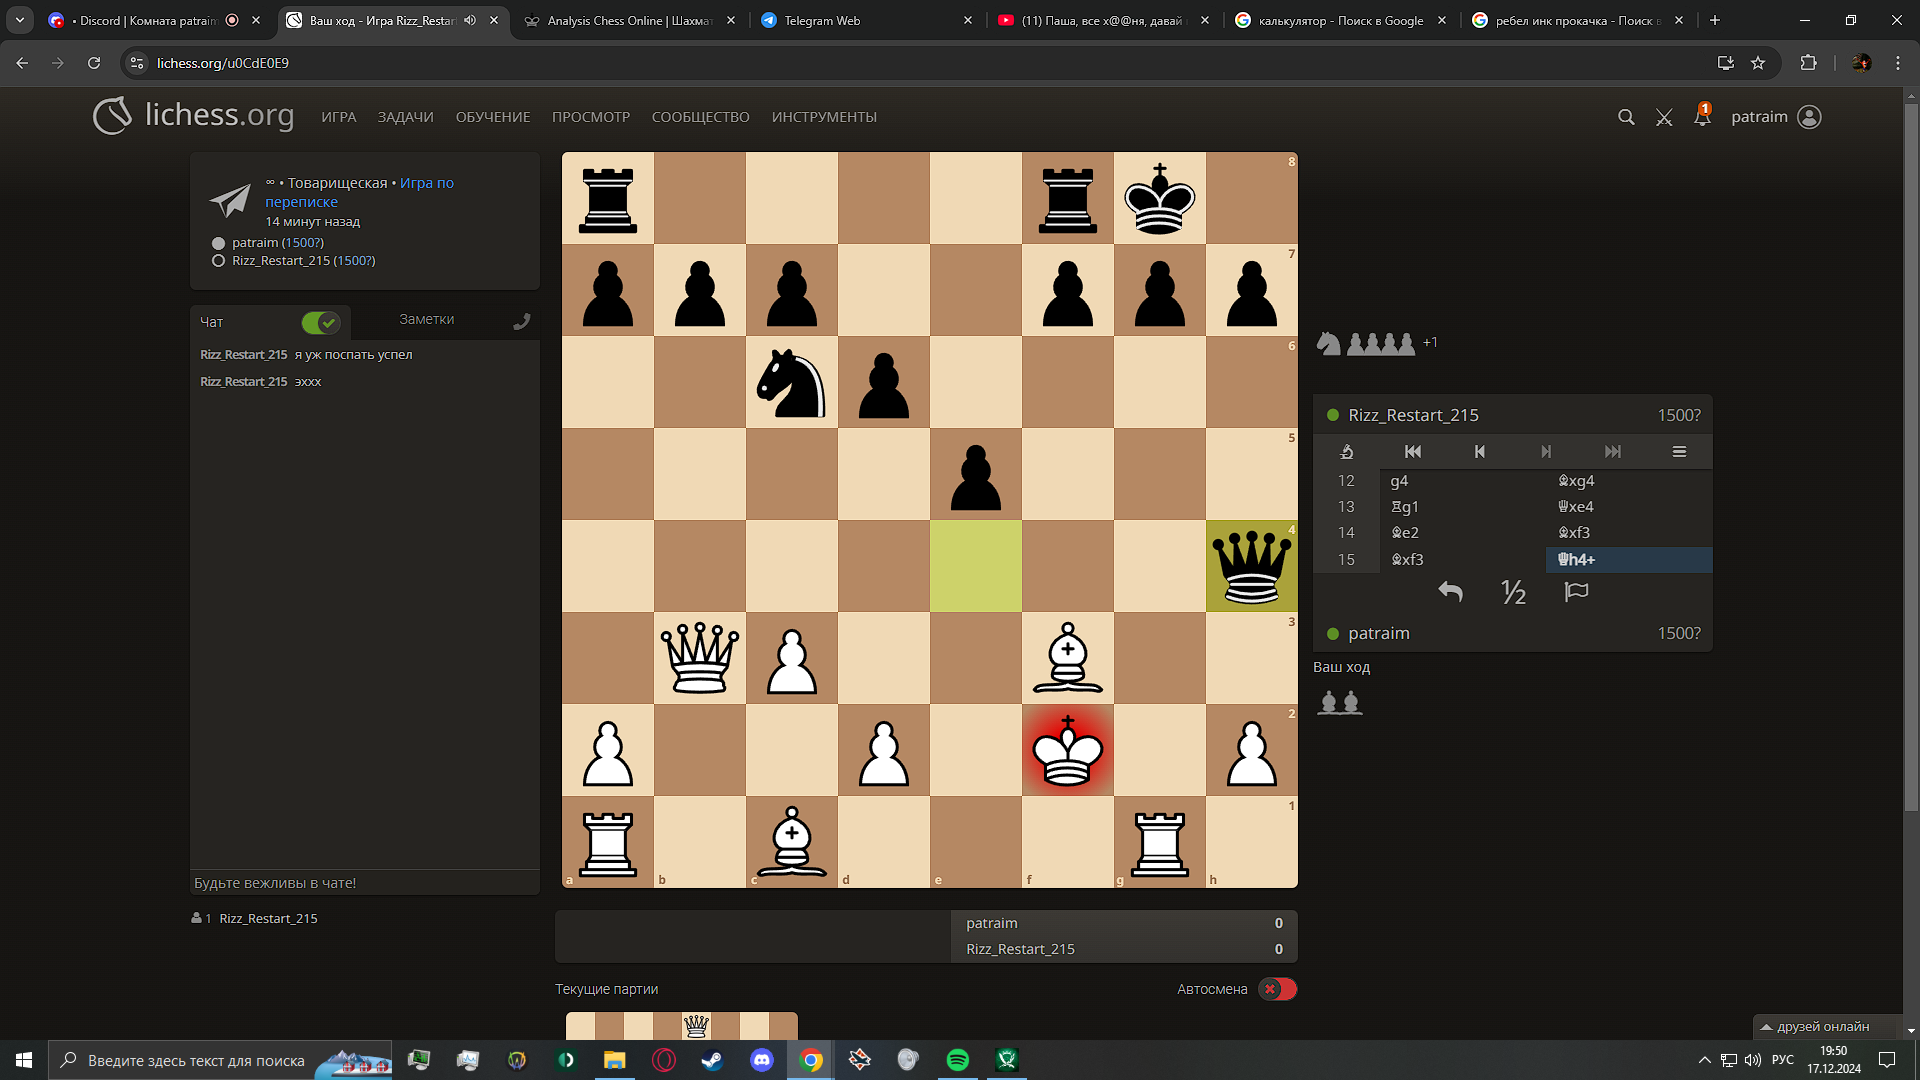 • Discord | Комната patraim
Ваш ход - Игра Rizz_Restart
Analysis Chess Online | Шахмат
Telegram Web
(11) Паша, все х@@ня, давай
калькулятор - Поиск в Google
ребел инк прокачка - Поиск в
lichess.org/u0CdE0E9
lichess.org
ИГРА ЗАДАЧИ ОБУЧЕНИЕ ПРОСМОТР СООБЩЕСТВО ИНСТРУМЕНТЫ
1
patraim
∞ • Товарищеская • Игра по
переписке
14 минут назад
patraim (1500?)
Rizz_Restart_215 (1500?)
Чат
Заметки
Rizz_Restart_215 я уж поспать успел
Rizz_Restart_215 эххх
Будьте вежливы в чате!
1 Rizz_Restart_215
8
7
6
5
4
3
2
1
a b c d e f g h
+1
Rizz_Restart_215 1500?
12 g4 ♗xg4
13 ♖g1 ♕xe4
14 ♗e2 ♗xf3
15 ♗xf3 ♕h4+
½
patraim 1500?
Ваш ход
patraim 0
Rizz_Restart_215 0
Текущие партии
Автосмена
друзей онлайн
Введите здесь текст для поиска
РУС
19:50
17.12.2024